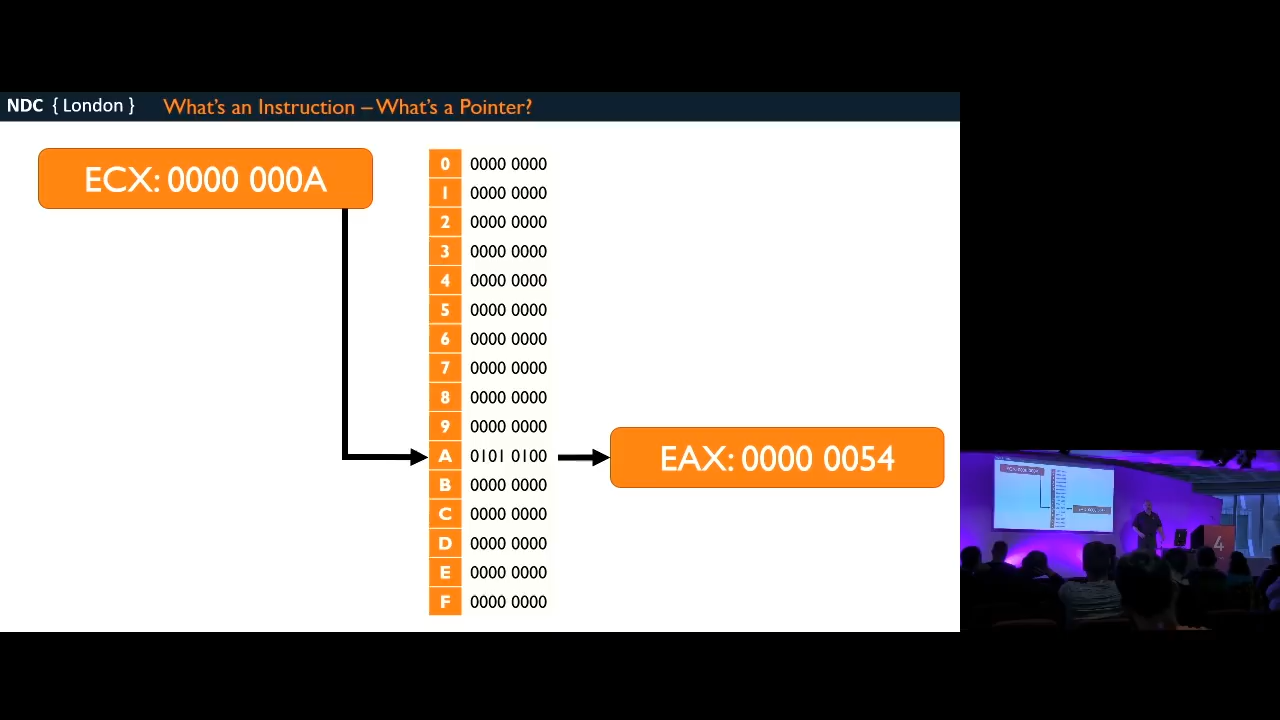 NDC { London }
What's an Instruction – What's a Pointer?
ECX: 0000 000A
0 0000 0000
1 0000 0000
2 0000 0000
3 0000 0000
4 0000 0000
5 0000 0000
6 0000 0000
7 0000 0000
8 0000 0000
9 0000 0000
A 0101 0100
B 0000 0000
C 0000 0000
D 0000 0000
E 0000 0000
F 0000 0000
EAX: 0000 0054
4